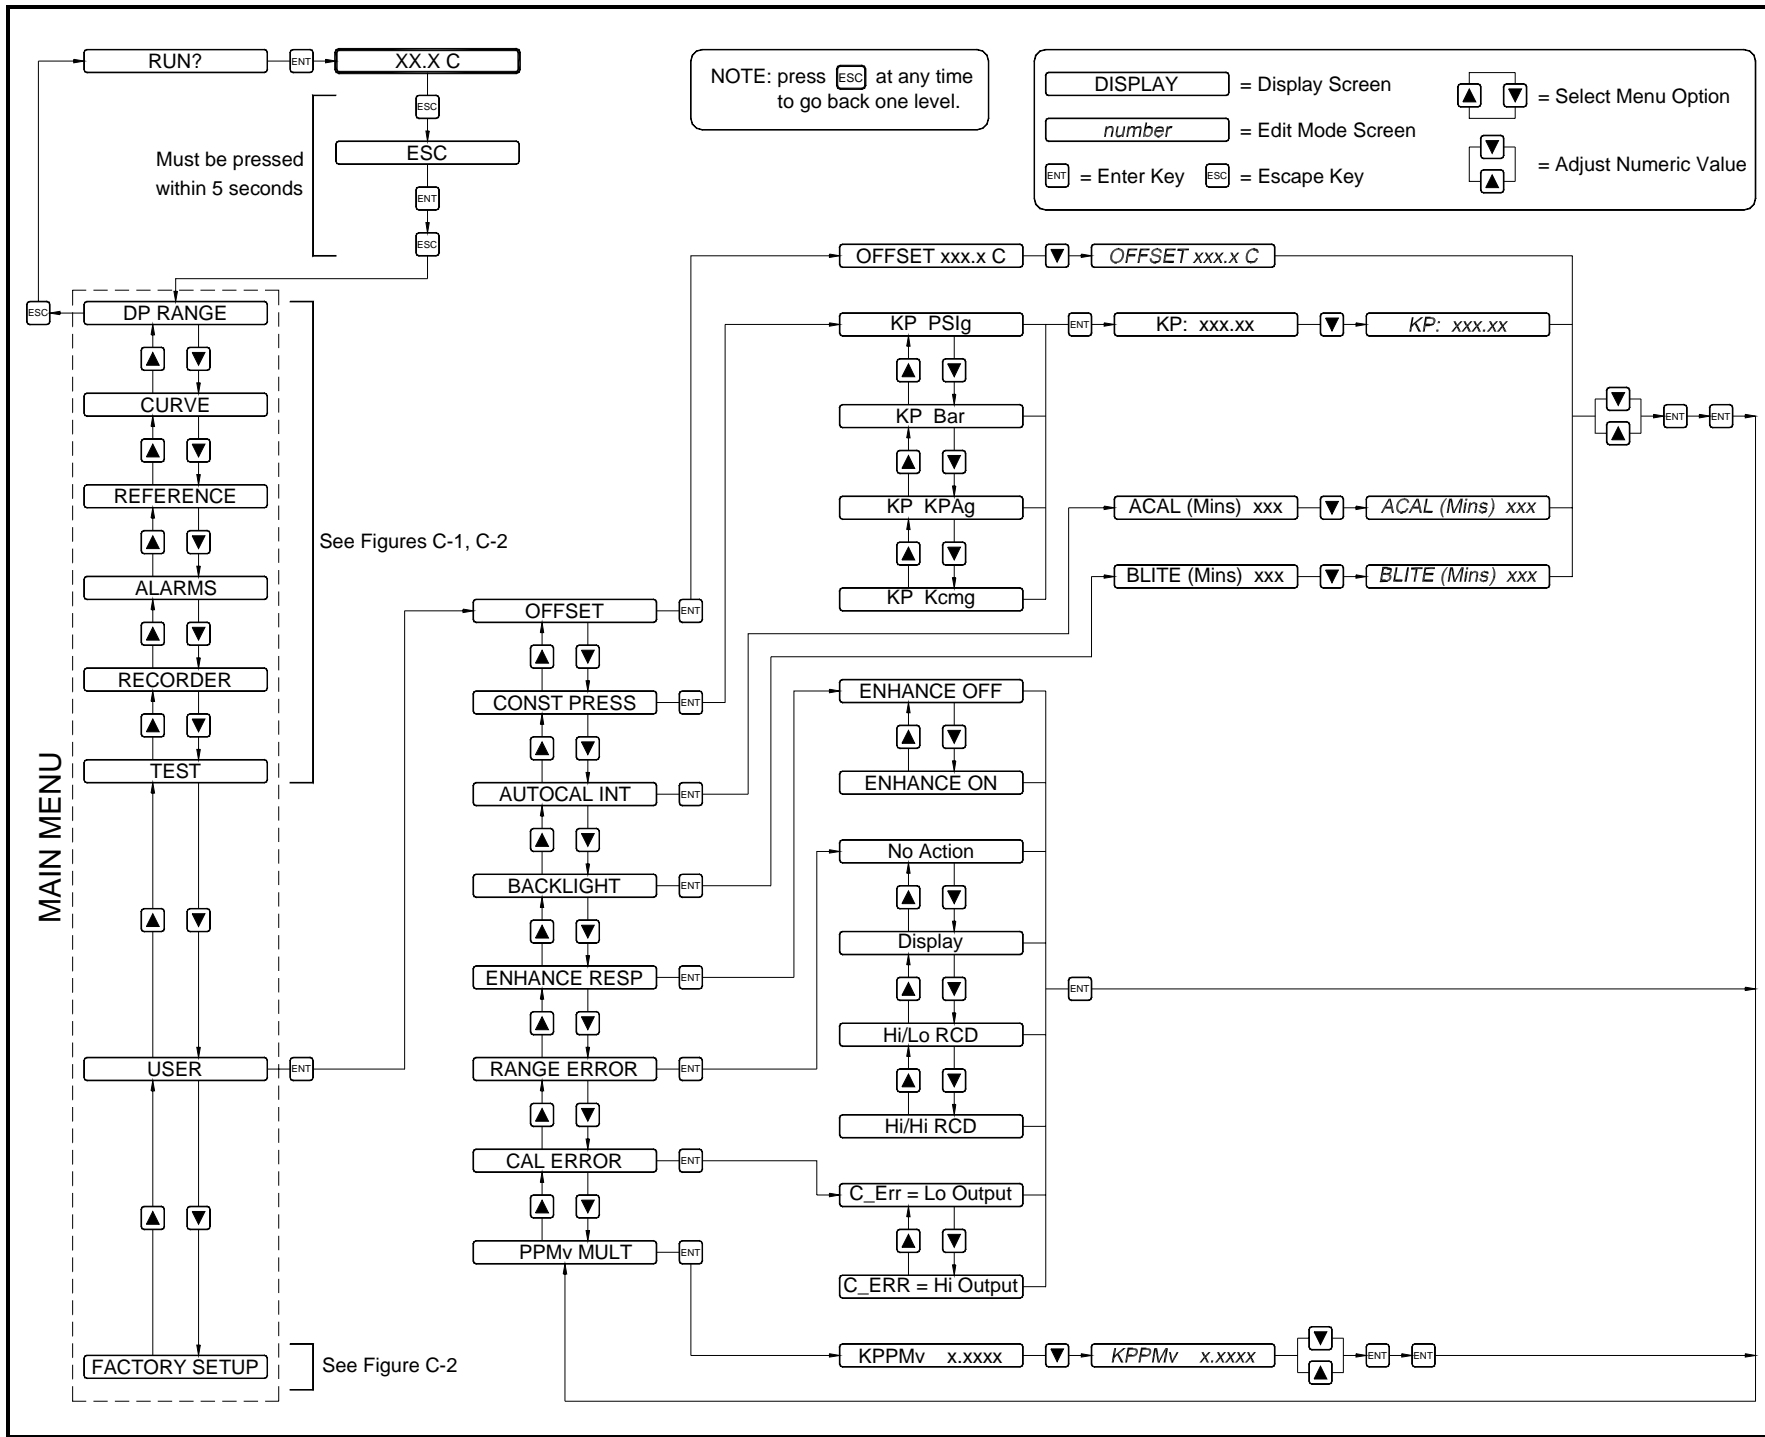 RUN?
ENT
XX.X C
ESC
ESC
ENT
ESC
Must be pressed
within 5 seconds
NOTE: press ESC at any time
to go back one level.
DISPLAY = Display Screen
number = Edit Mode Screen
ENT = Enter Key ESC = Escape Key
= Select Menu Option
= Adjust Numeric Value
MAIN MENU
ESC
DP RANGE
CURVE
REFERENCE
ALARMS
RECORDER
TEST
USER
ENT
FACTORY SETUP
See Figures C-1, C-2
See Figure C-2
OFFSET
ENT
CONST PRESS
ENT
AUTOCAL INT
ENT
BACKLIGHT
ENT
ENHANCE RESP
ENT
RANGE ERROR
ENT
CAL ERROR
ENT
PPMv MULT
ENT
OFFSET xxx.x C
OFFSET xxx.x C
KP PSIg
KP Bar
KP KPAg
KP Kcmg
ENT
KP: xxx.xx
KP: xxx.xx
ACAL (Mins) xxx
ACAL (Mins) xxx
BLITE (Mins) xxx
BLITE (Mins) xxx
ENT
ENT
ENHANCE OFF
ENHANCE ON
No Action
Display
Hi/Lo RCD
Hi/Hi RCD
ENT
C_Err = Lo Output
C_ERR = Hi Output
KPPMv x.xxxx
KPPMv x.xxxx
ENT
ENT